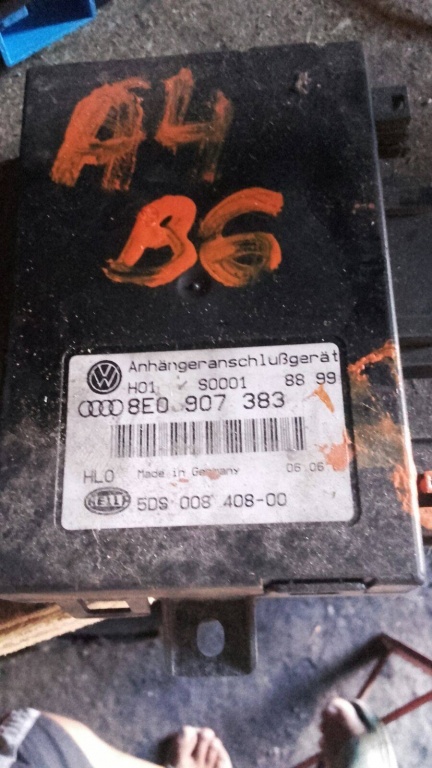 A4
B6
Anhängeranschlußgerät
H01 S0001 88 99
8E0 907 383
HLO Made in Germany 06.06
HELLA 5DS 008 408-00